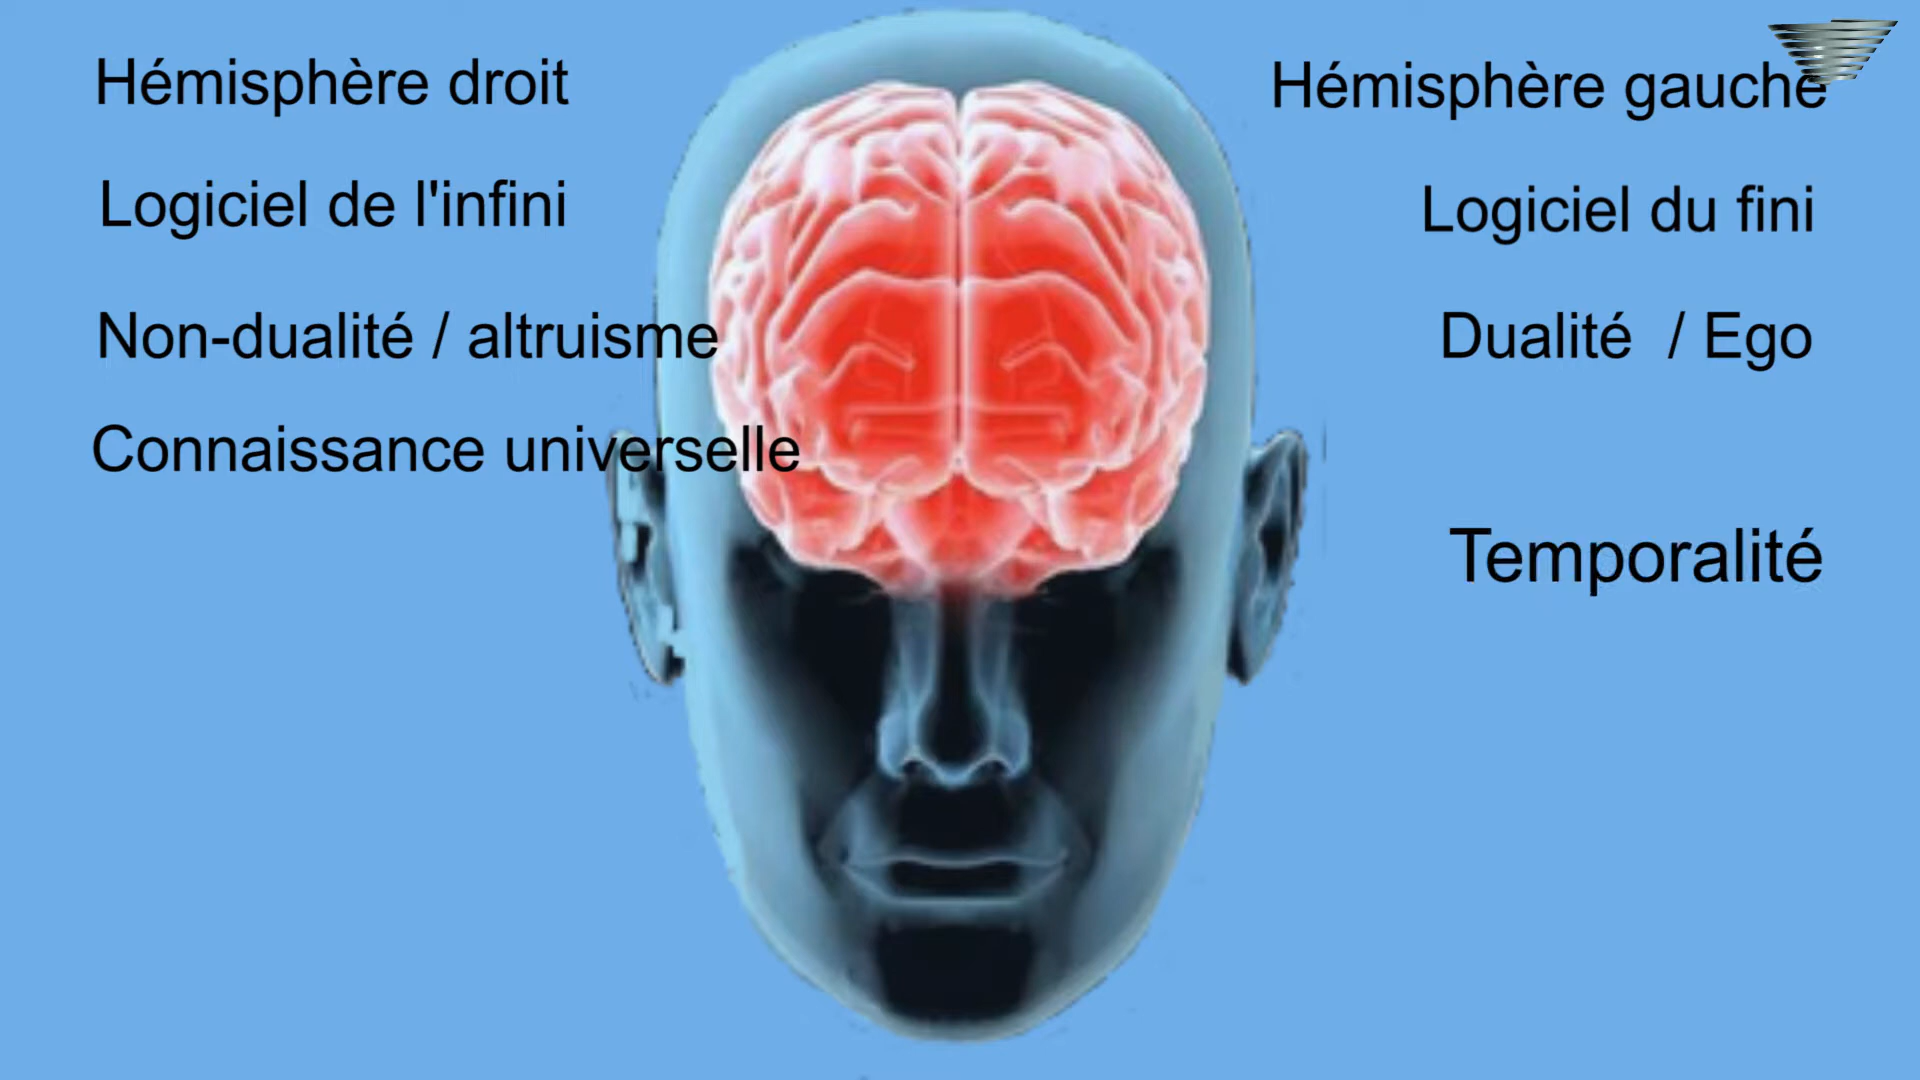 Hémisphère droit
Logiciel de l'infini
Non-dualité / altruisme
Connaissance universelle
Hémisphère gauche
Logiciel du fini
Dualité / Ego
Temporalité